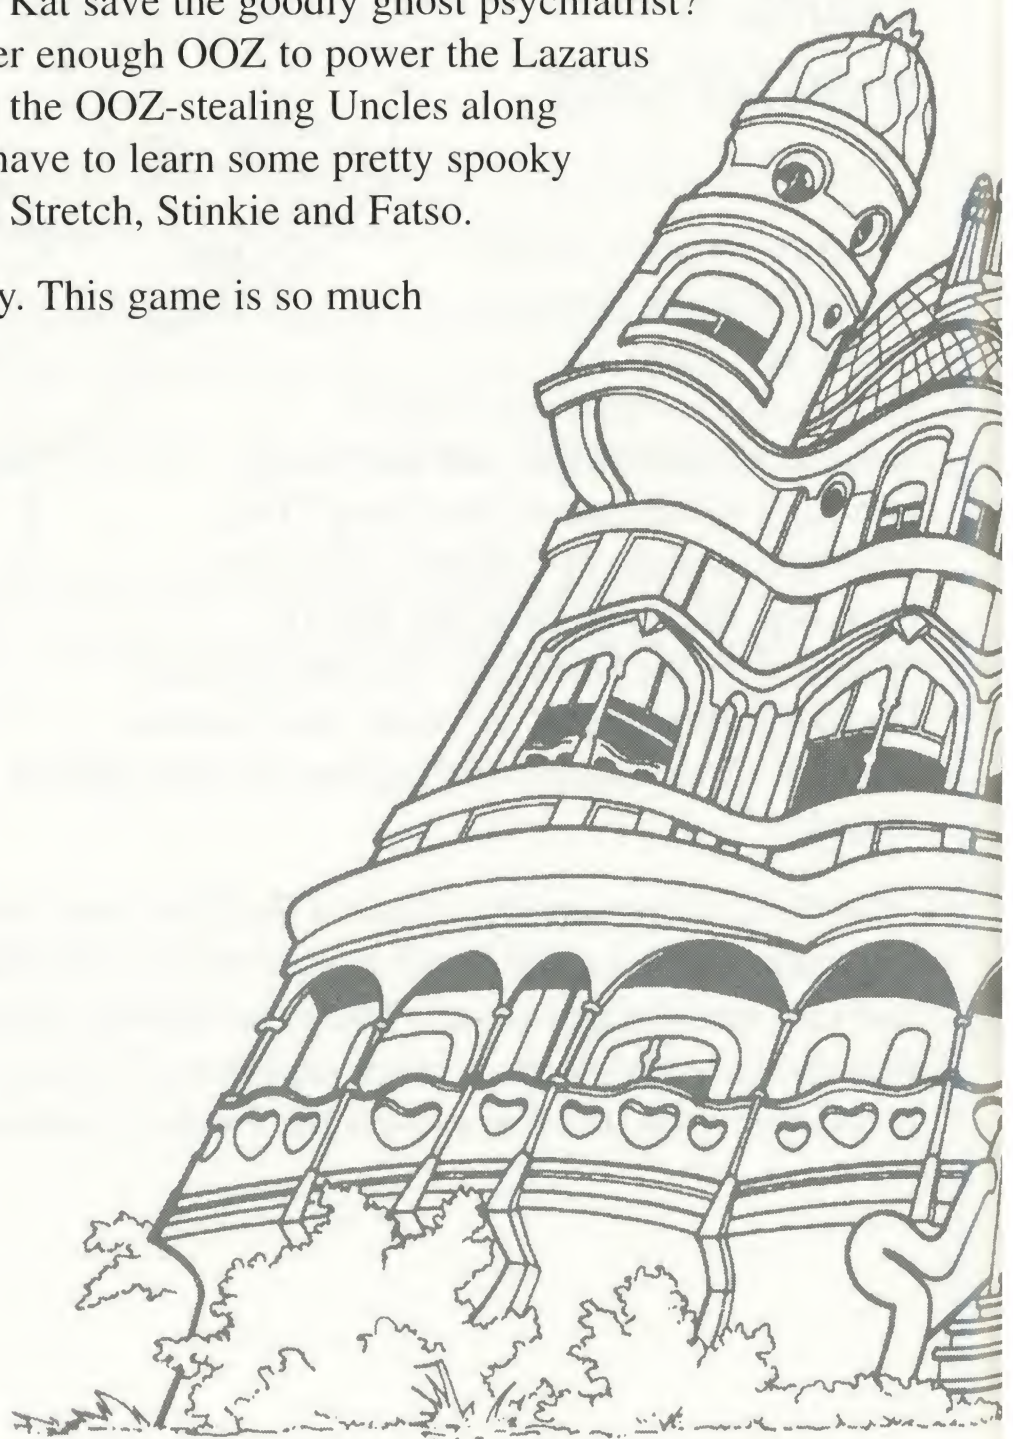 Kat save the goodly ghost psychiatrist?
er enough OOZ to power the Lazarus
the OOZ-stealing Uncles along
have to learn some pretty spooky
Stretch, Stinkie and Fatso.
y. This game is so much